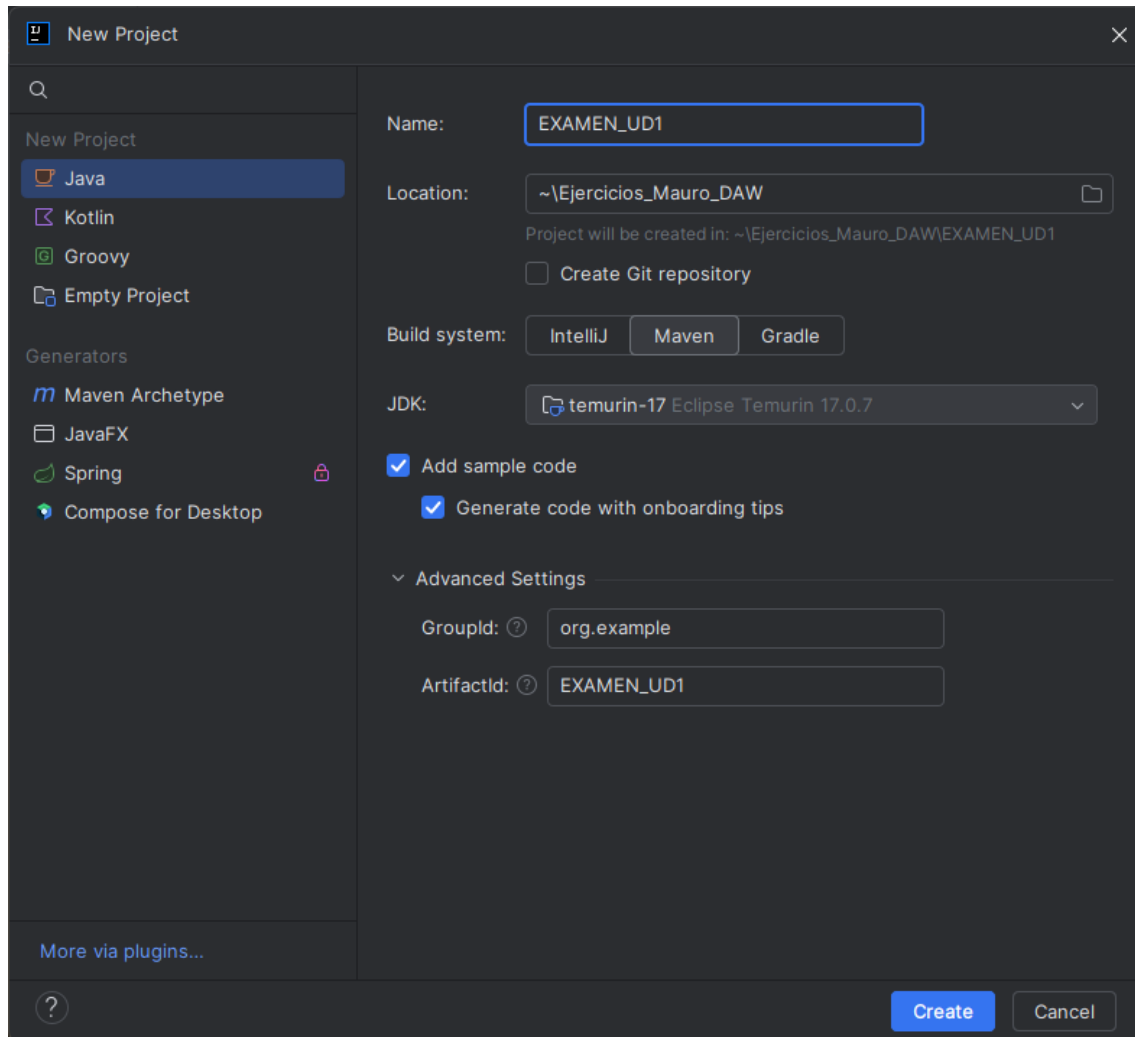 New Project
New Project
Java
Kotlin
Groovy
Empty Project
Generators
Maven Archetype
JavaFX
Spring
Compose for Desktop
More via plugins...
Name: EXAMEN_UD1
Location: ~\Ejercicios_Mauro_DAW
Project will be created in: ~\Ejercicios_Mauro_DAW\EXAMEN_UD1
Create Git repository
Build system: IntelliJ Maven Gradle
JDK: temurin-17 Eclipse Temurin 17.0.7
Add sample code
Generate code with onboarding tips
Advanced Settings
GroupId: ? org.example
ArtifactId: ? EXAMEN_UD1
? Create Cancel